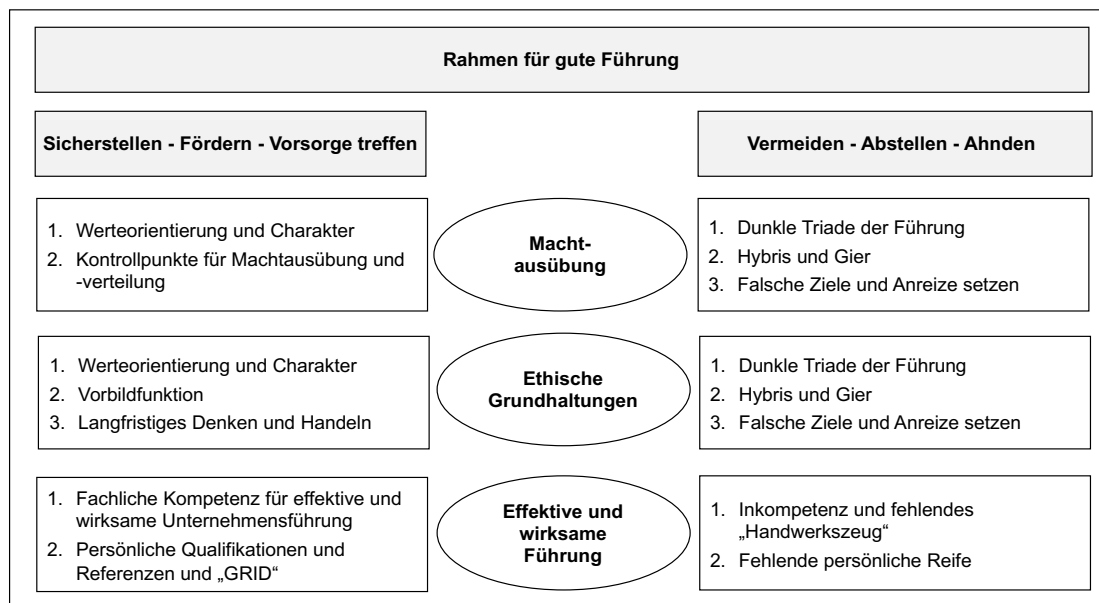 Rahmen für gute Führung
Sicherstellen - Fördern - Vorsorge treffen
Vermeiden - Abstellen - Ahnden
1. Werteorientierung und Charakter
2. Kontrollpunkte für Machtausübung und
-verteilung
Macht-
ausübung
1. Dunkle Triade der Führung
2. Hybris und Gier
3. Falsche Ziele und Anreize setzen
1. Werteorientierung und Charakter
2. Vorbildfunktion
3. Langfristiges Denken und Handeln
Ethische
Grundhaltungen
1. Dunkle Triade der Führung
2. Hybris und Gier
3. Falsche Ziele und Anreize setzen
1. Fachliche Kompetenz für effektive und
wirksame Unternehmensführung
2. Persönliche Qualifikationen und
Referenzen und „GRID“
Effektive und
wirksame
Führung
1. Inkompetenz und fehlendes
„Handwerkszeug“
2. Fehlende persönliche Reife